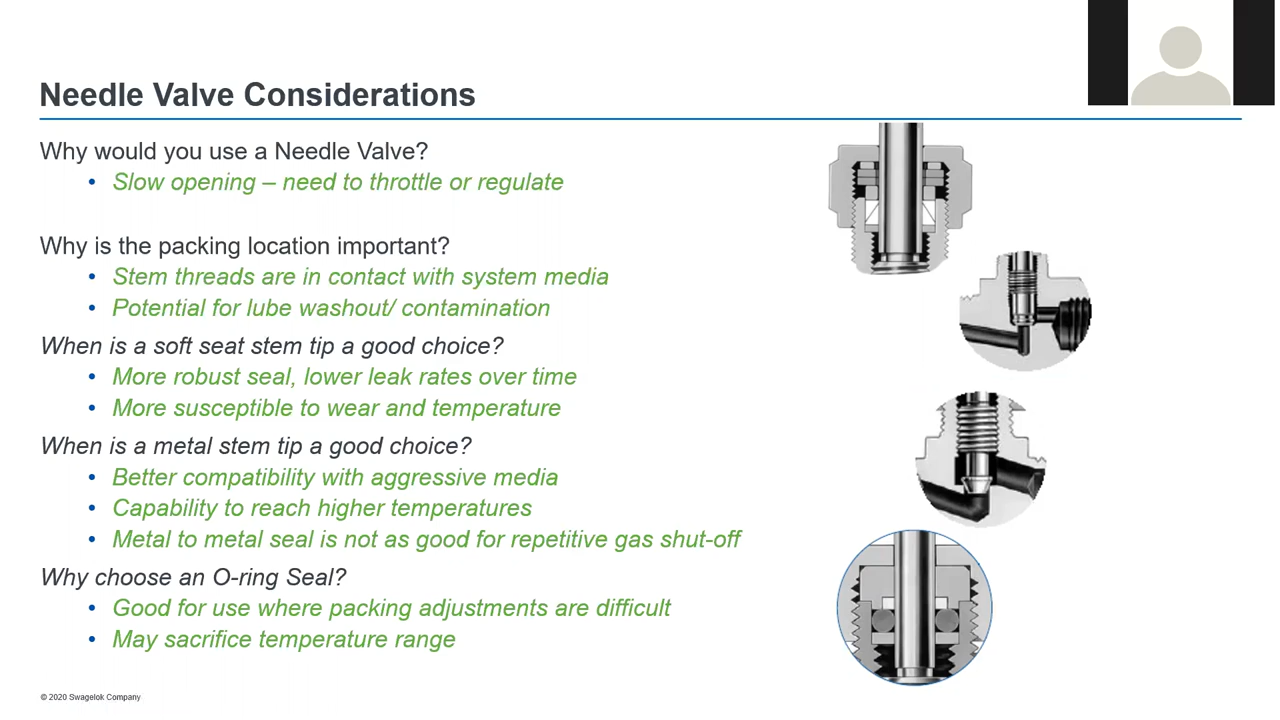 Needle Valve Considerations
Why would you use a Needle Valve?
• Slow opening – need to throttle or regulate
Why is the packing location important?
• Stem threads are in contact with system media
• Potential for lube washout/ contamination
When is a soft seat stem tip a good choice?
• More robust seal, lower leak rates over time
• More susceptible to wear and temperature
When is a metal stem tip a good choice?
• Better compatibility with aggressive media
• Capability to reach higher temperatures
• Metal to metal seal is not as good for repetitive gas shut-off
Why choose an O-ring Seal?
• Good for use where packing adjustments are difficult
• May sacrifice temperature range
© 2020 Swagelok Company